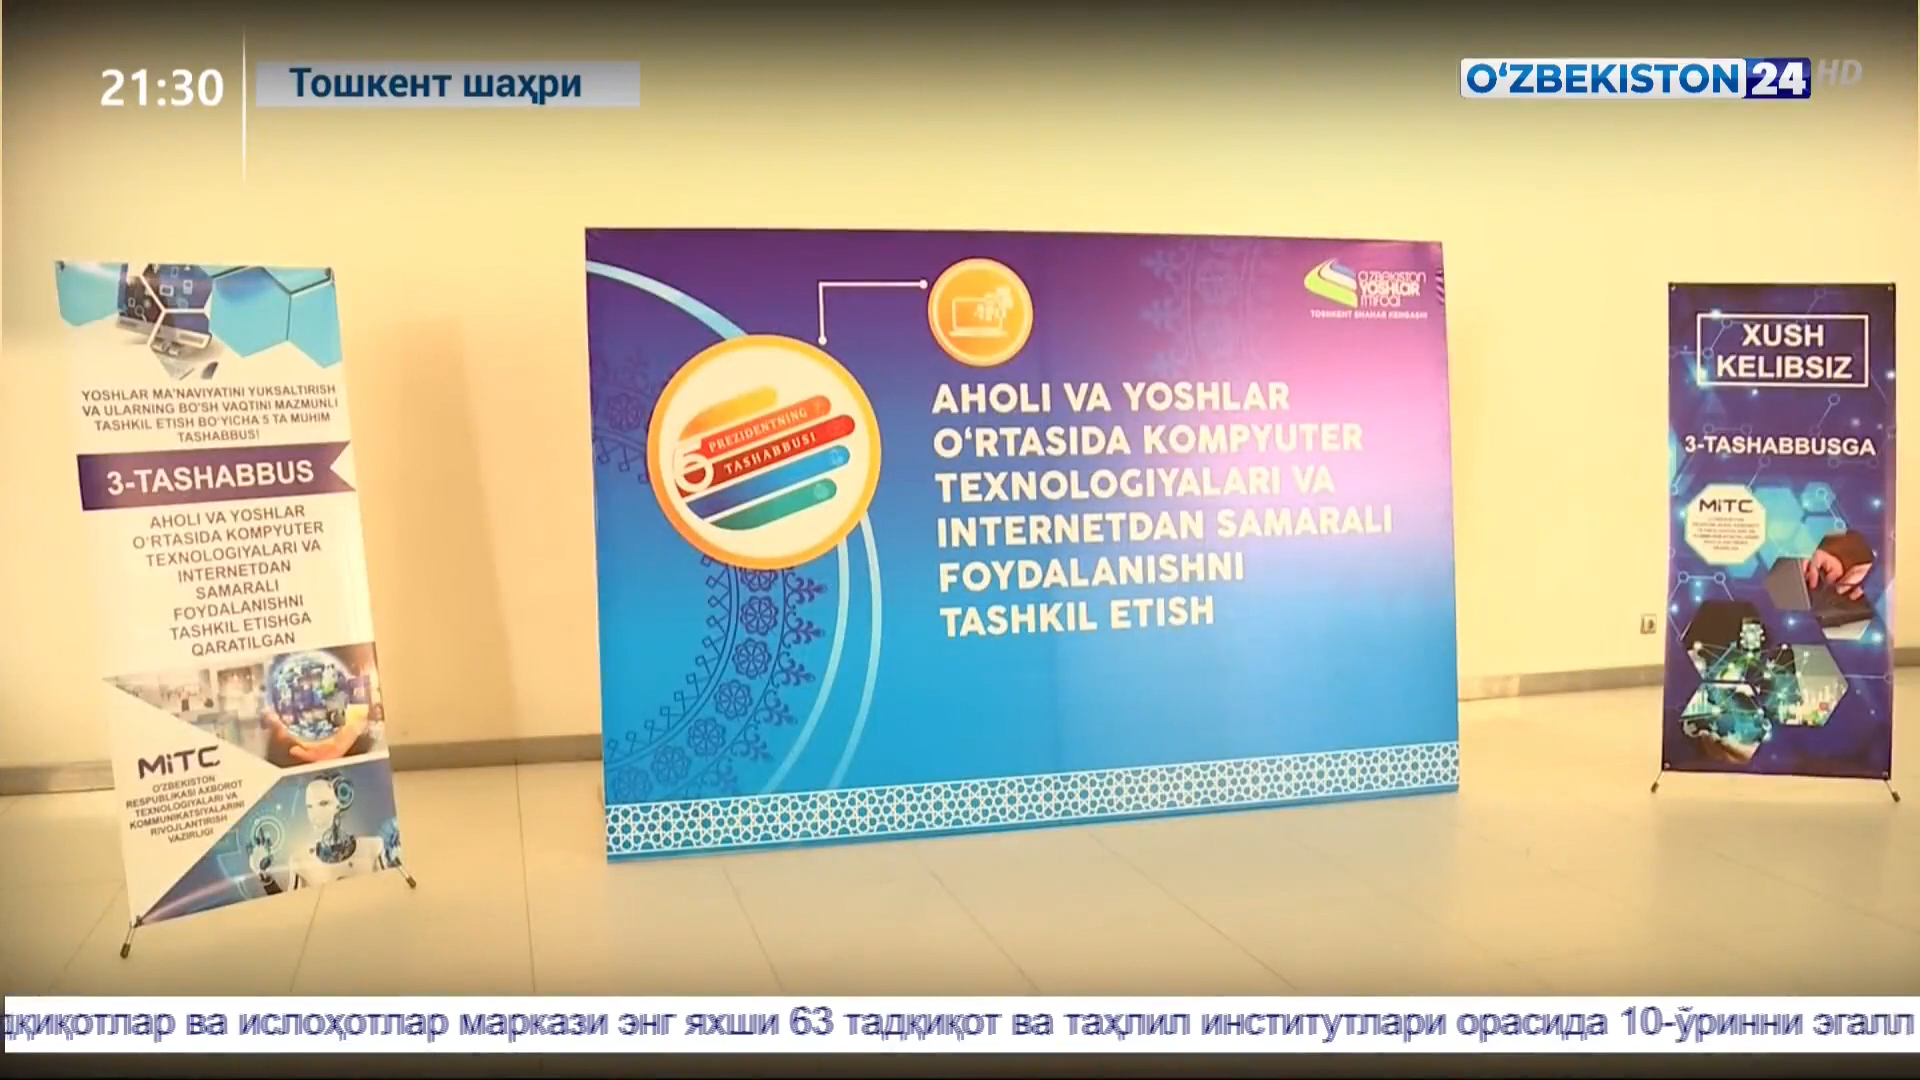 21:30
Тошкент шаҳри
O‘ZBEKISTON 24 HD
YOSHLAR MA'NAVIYATINI YUKSALTIRISH
VA ULARNING BO'SH VAQTINI MAZMUNLI
TASHKIL ETISH BO'YICHA 5 TA MUHIM
TASHABBUS!
3-TASHABBUS
AHOLI VA YOSHLAR
O'RTASIDA KOMPYUTER
TEXNOLOGIYALARI VA
INTERNETDAN
SAMARALI
FOYDALANISHNI
TASHKIL ETISHGA
QARATILGAN
MiTC
O'ZBEKISTON
RESPUBLIKASI AXBOROT
TEXNOLOGIYALARI VA
KOMMUNIKATSIYALARINI
RIVOJLANTIRISH
VAZIRLIGI
5 PREZIDENTNING
TASHABBUSI
O'ZBEKISTON
YOSHLAR
ITTIFOQI
TOSHKENT SHAHAR KENGASHI
AHOLI VA YOSHLAR
O‘RTASIDA KOMPYUTER
TEXNOLOGIYALARI VA
INTERNETDAN SAMARALI
FOYDALANISHNI
TASHKIL ETISH
XUSH
KELIBSIZ
3-TASHABBUSGA
MiTC
дқиқотлар ва ислоҳотлар маркази энг яхши 63 тадқиқот ва таҳлил институтлари орасида 10-ўринни эгалл